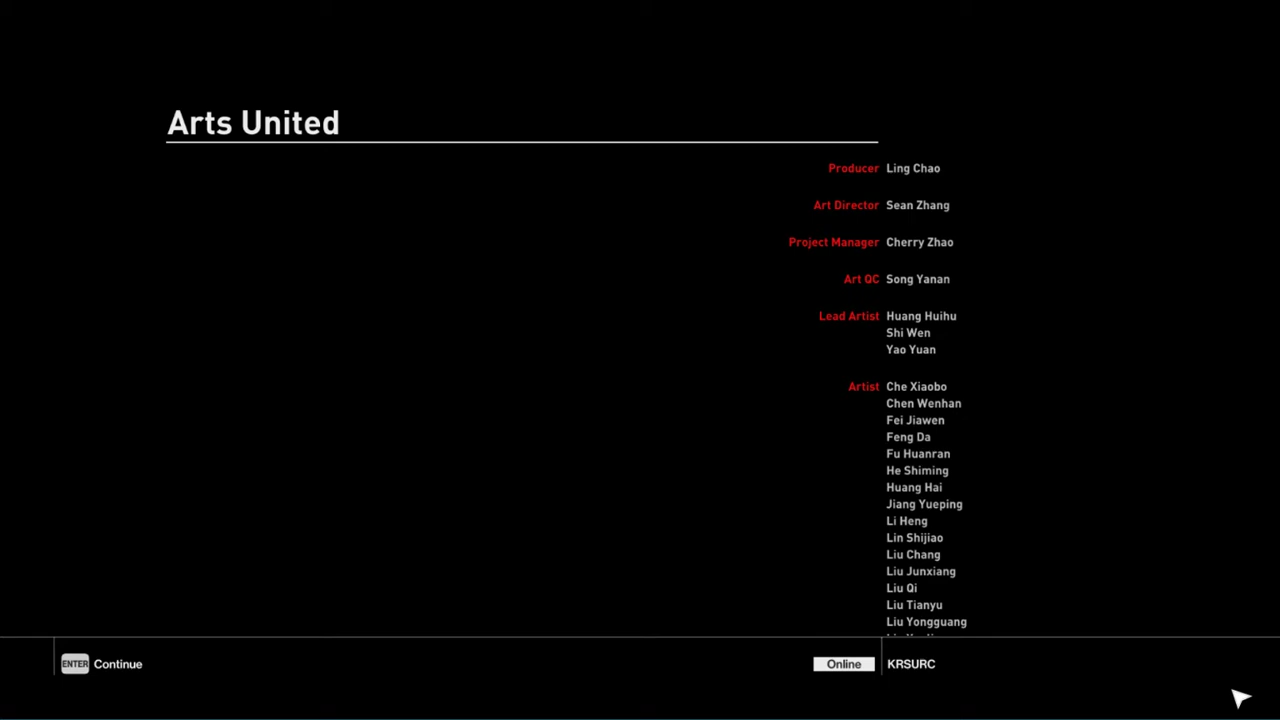 Arts United
Producer Ling Chao
Art Director Sean Zhang
Project Manager Cherry Zhao
Art QC Song Yanan
Lead Artist Huang Huihu
Shi Wen
Yao Yuan
Artist Che Xiaobo
Chen Wenhan
Fei Jiawen
Feng Da
Fu Huanran
He Shiming
Huang Hai
Jiang Yueping
Li Heng
Lin Shijiao
Liu Chang
Liu Junxiang
Liu Qi
Liu Tianyu
Liu Yongguang
ENTER Continue
Online KRSURC